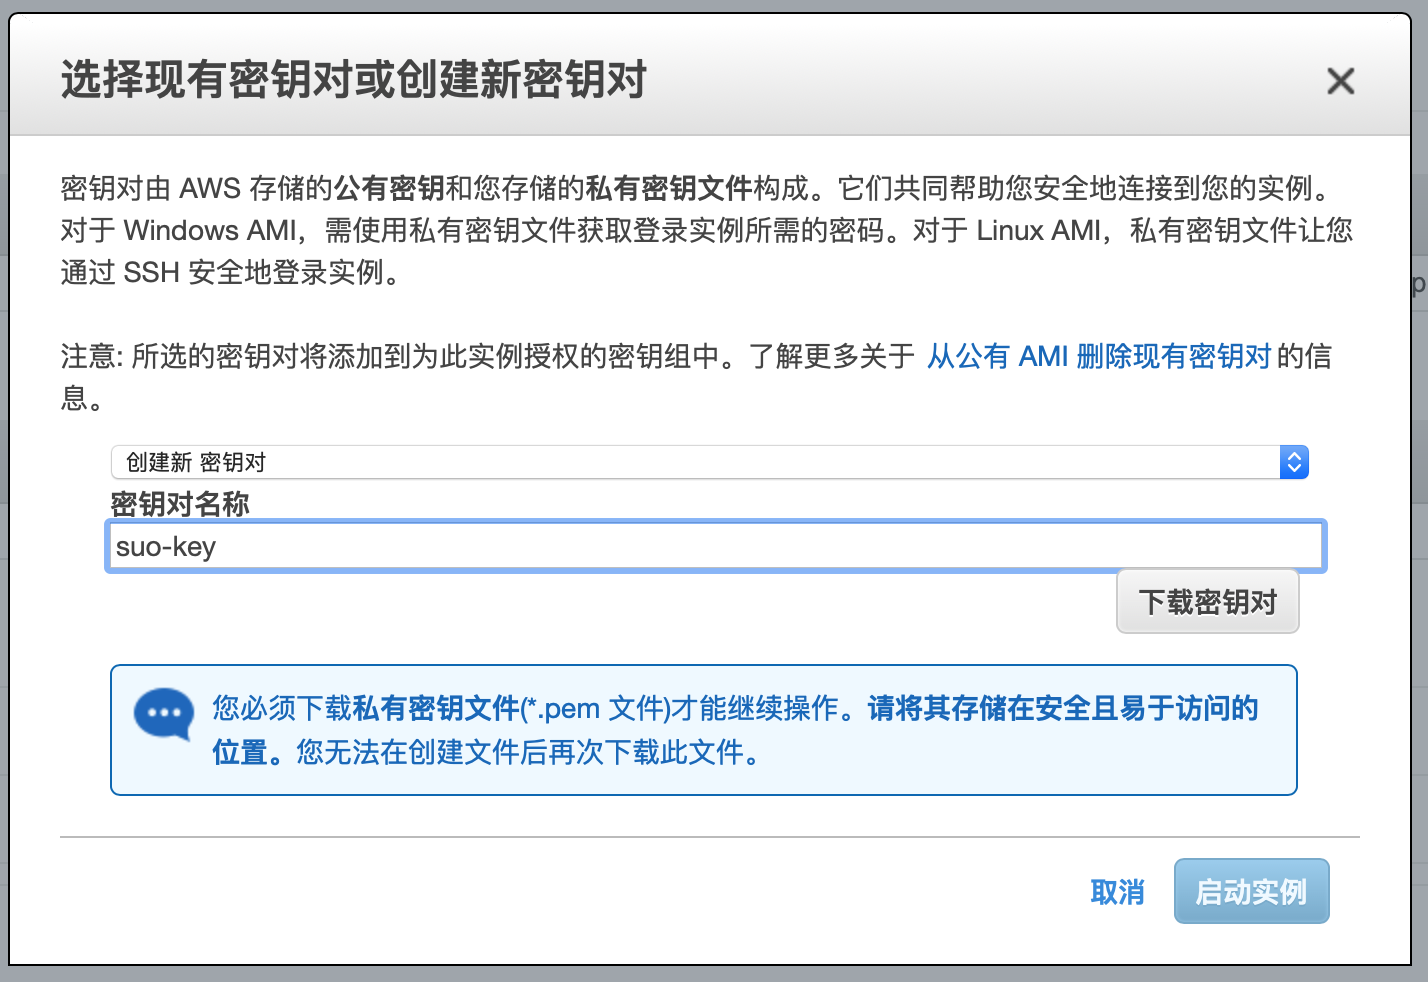 选择现有密钥对或创建新密钥对
密钥对由 AWS 存储的公有密钥和您存储的私有密钥文件构成。它们共同帮助您安全地连接到您的实例。
对于 Windows AMI，需使用私有密钥文件获取登录实例所需的密码。对于 Linux AMI，私有密钥文件让您
通过 SSH 安全地登录实例。
注意: 所选的密钥对将添加到为此实例授权的密钥组中。了解更多关于 从公有 AMI 删除现有密钥对的信
息。
创建新 密钥对
密钥对名称
suo-key
下载密钥对
您必须下载私有密钥文件(*.pem 文件)才能继续操作。请将其存储在安全且易于访问的
位置。您无法在创建文件后再次下载此文件。
取消
启动实例
p